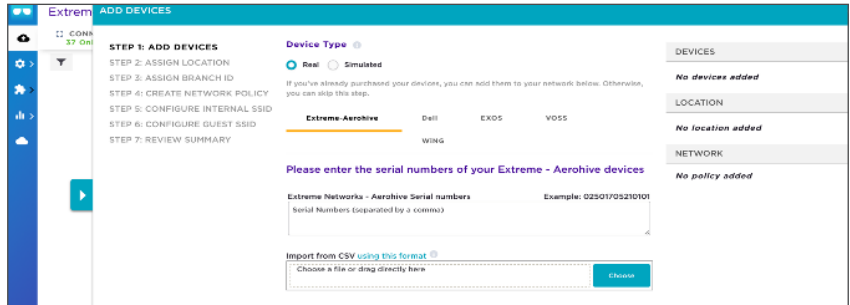 Extrem
ADD DEVICES
CONN
37 Onl
STEP 1: ADD DEVICES
STEP 2: ASSIGN LOCATION
STEP 3: ASSIGN BRANCH ID
STEP 4: CREATE NETWORK POLICY
STEP 5: CONFIGURE INTERNAL SSID
STEP 6: CONFIGURE GUEST SSID
STEP 7: REVIEW SUMMARY
Device Type
Real Simulated
If you've already purchased your devices, you can add them to your network below. Otherwise,
you can skip this step.
Extreme-Aerohive Dell EXOS VOSS
WING
Please enter the serial numbers of your Extreme - Aerohive devices
Extreme Networks - Aerohive Serial numbers Example: 02501705210101
Serial Numbers (separated by a comma)
Import from CSV using this format
Choose a file or drag directly here
Choose
DEVICES
No devices added
LOCATION
No location added
NETWORK
No policy added